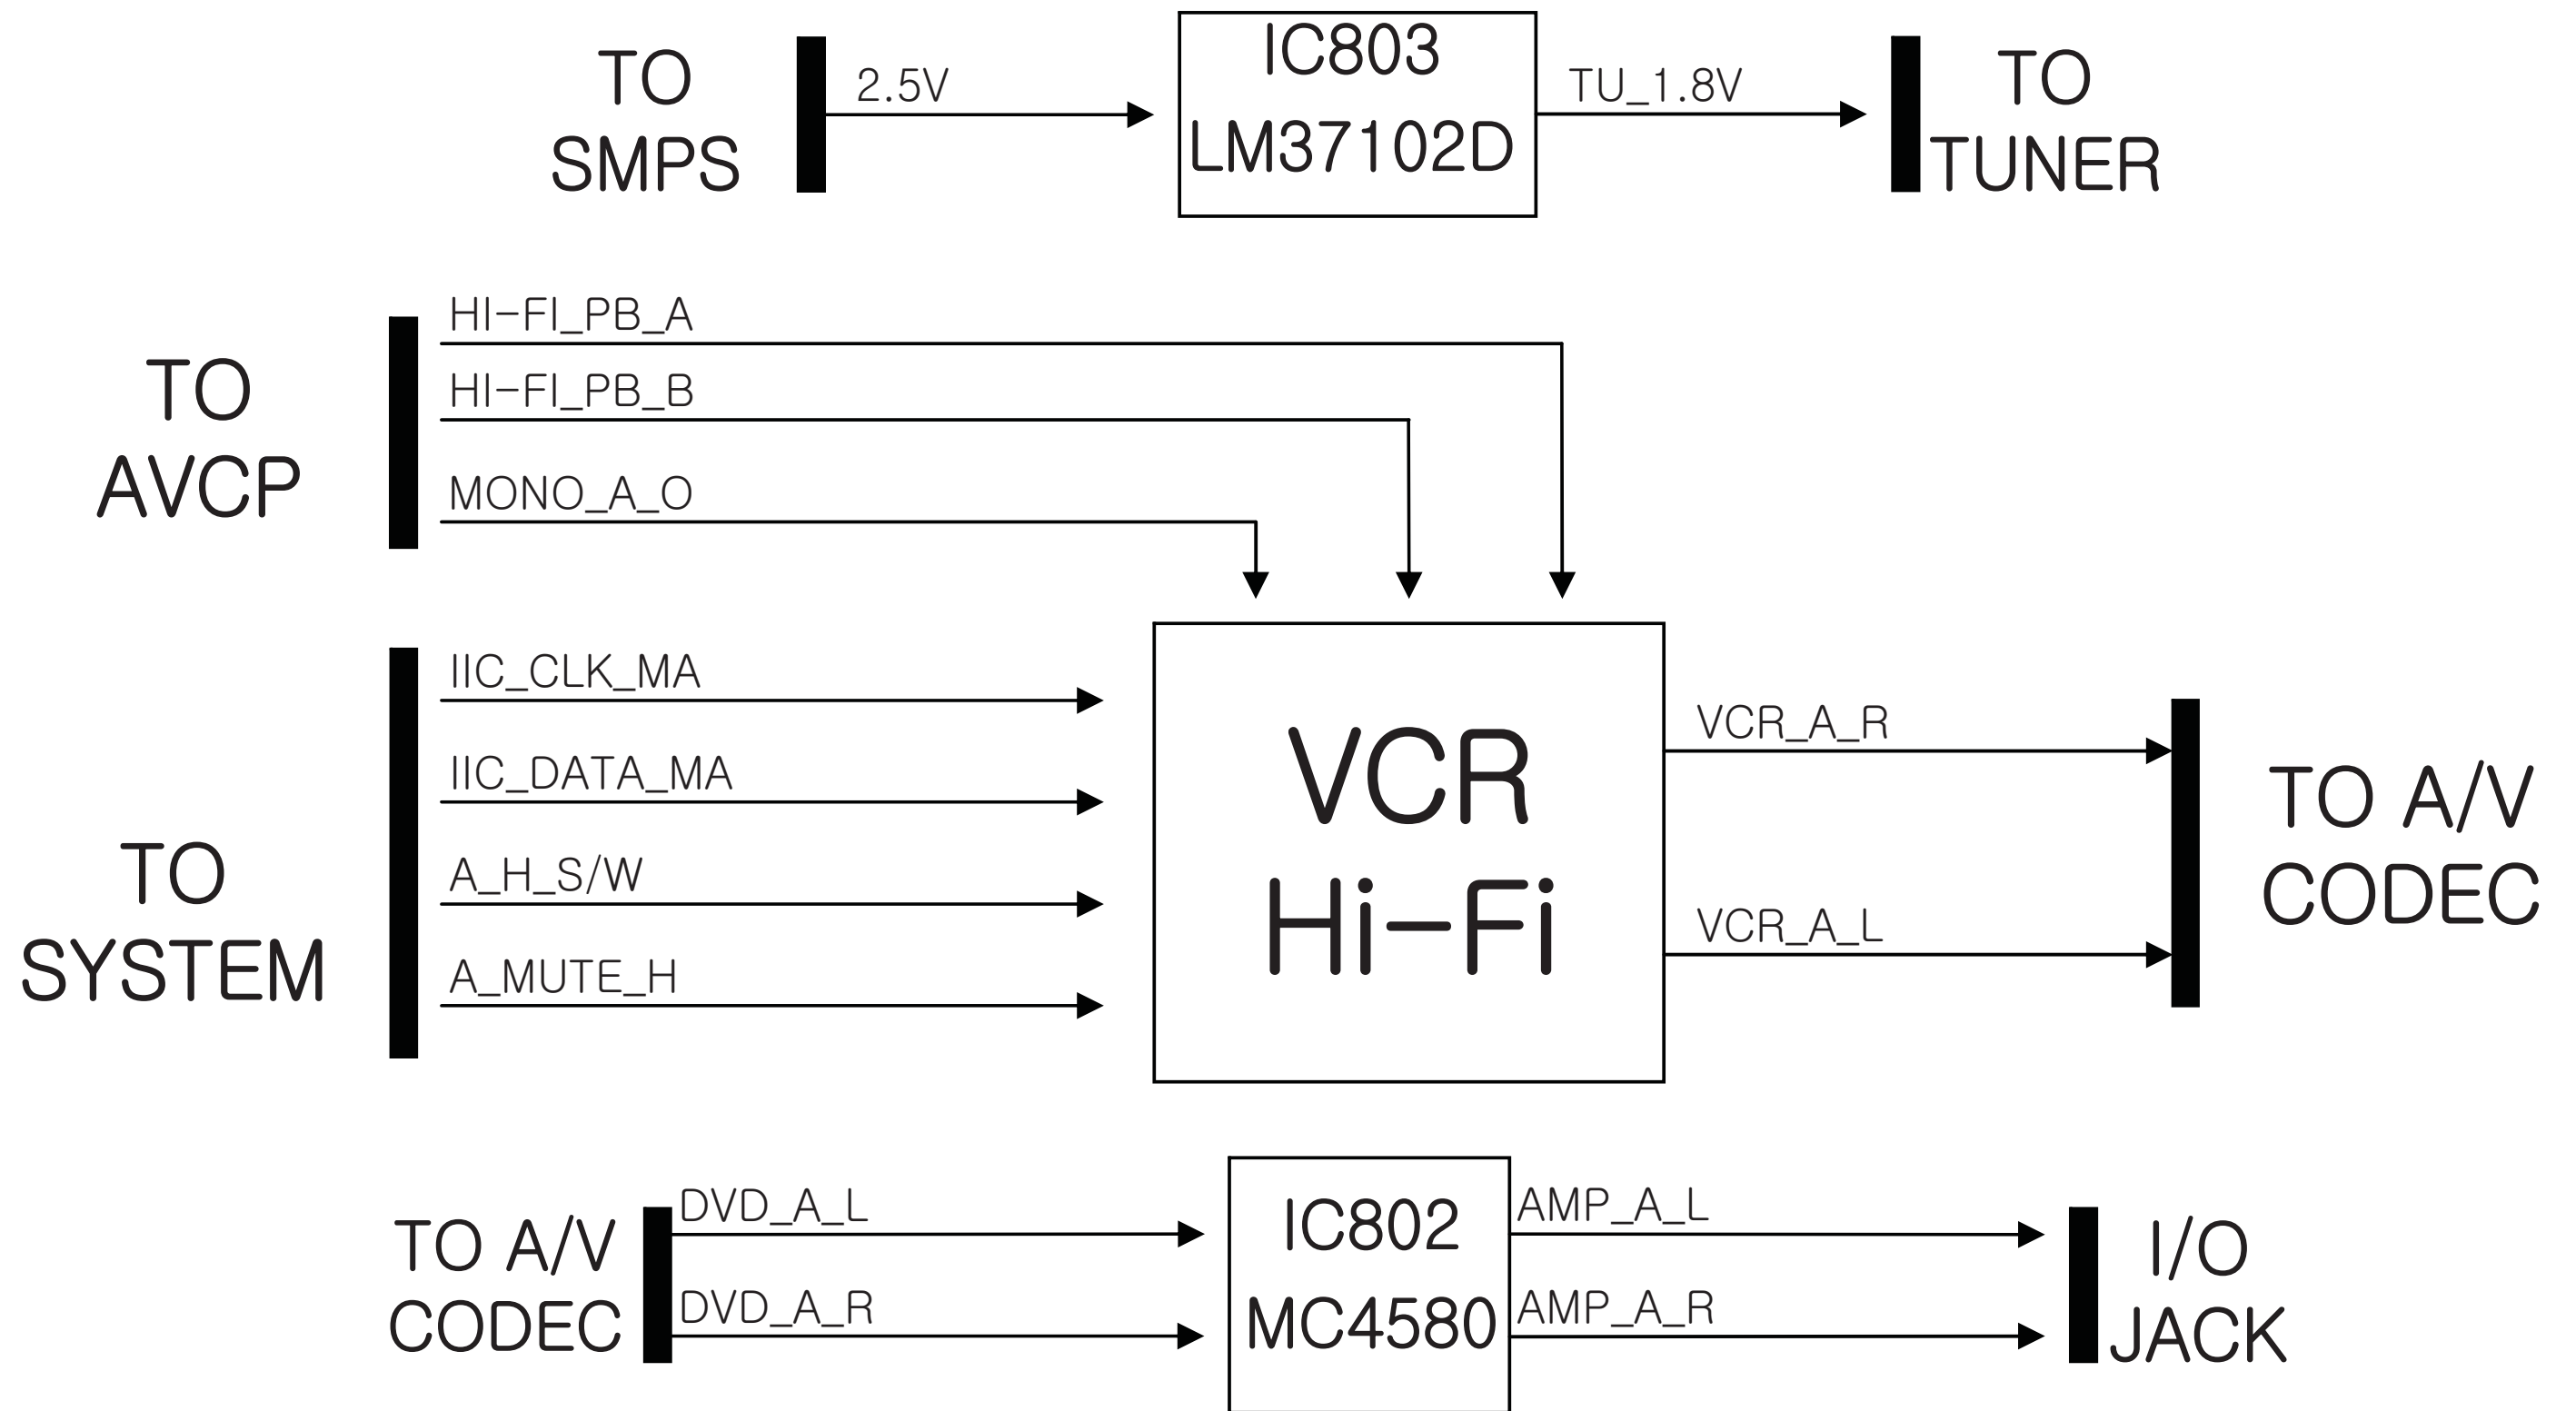 TO
SMPS
2.5V
IC803
LM37102D
TU_1.8V
TO
TUNER
TO
AVCP
HI-FI_PB_A
HI-FI_PB_B
MONO_A_O
TO
SYSTEM
IIC_CLK_MA
IIC_DATA_MA
A_H_S/W
A_MUTE_H
VCR
Hi-Fi
VCR_A_R
VCR_A_L
TO A/V
CODEC
TO A/V
CODEC
DVD_A_L
DVD_A_R
IC802
MC4580
AMP_A_L
AMP_A_R
I/O
JACK